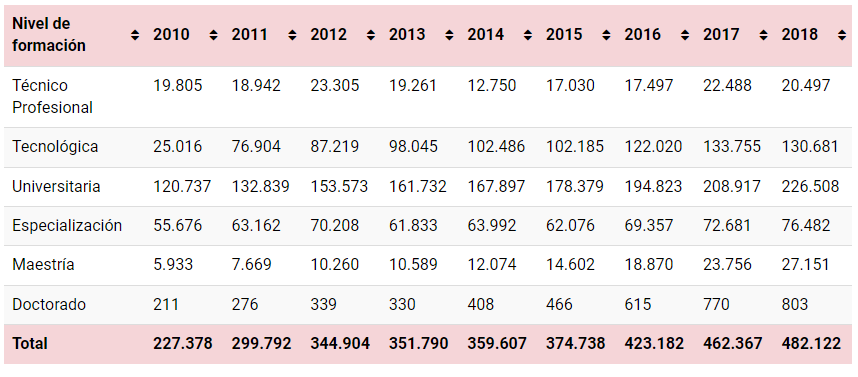 Nivel de formación 2010 2011 2012 2013 2014 2015 2016 2017 2018
Técnico Profesional 19.805 18.942 23.305 19.261 12.750 17.030 17.497 22.488 20.497
Tecnológica 25.016 76.904 87.219 98.045 102.486 102.185 122.020 133.755 130.681
Universitaria 120.737 132.839 153.573 161.732 167.897 178.379 194.823 208.917 226.508
Especialización 55.676 63.162 70.208 61.833 63.992 62.076 69.357 72.681 76.482
Maestría 5.933 7.669 10.260 10.589 12.074 14.602 18.870 23.756 27.151
Doctorado 211 276 339 330 408 466 615 770 803
Total 227.378 299.792 344.904 351.790 359.607 374.738 423.182 462.367 482.122